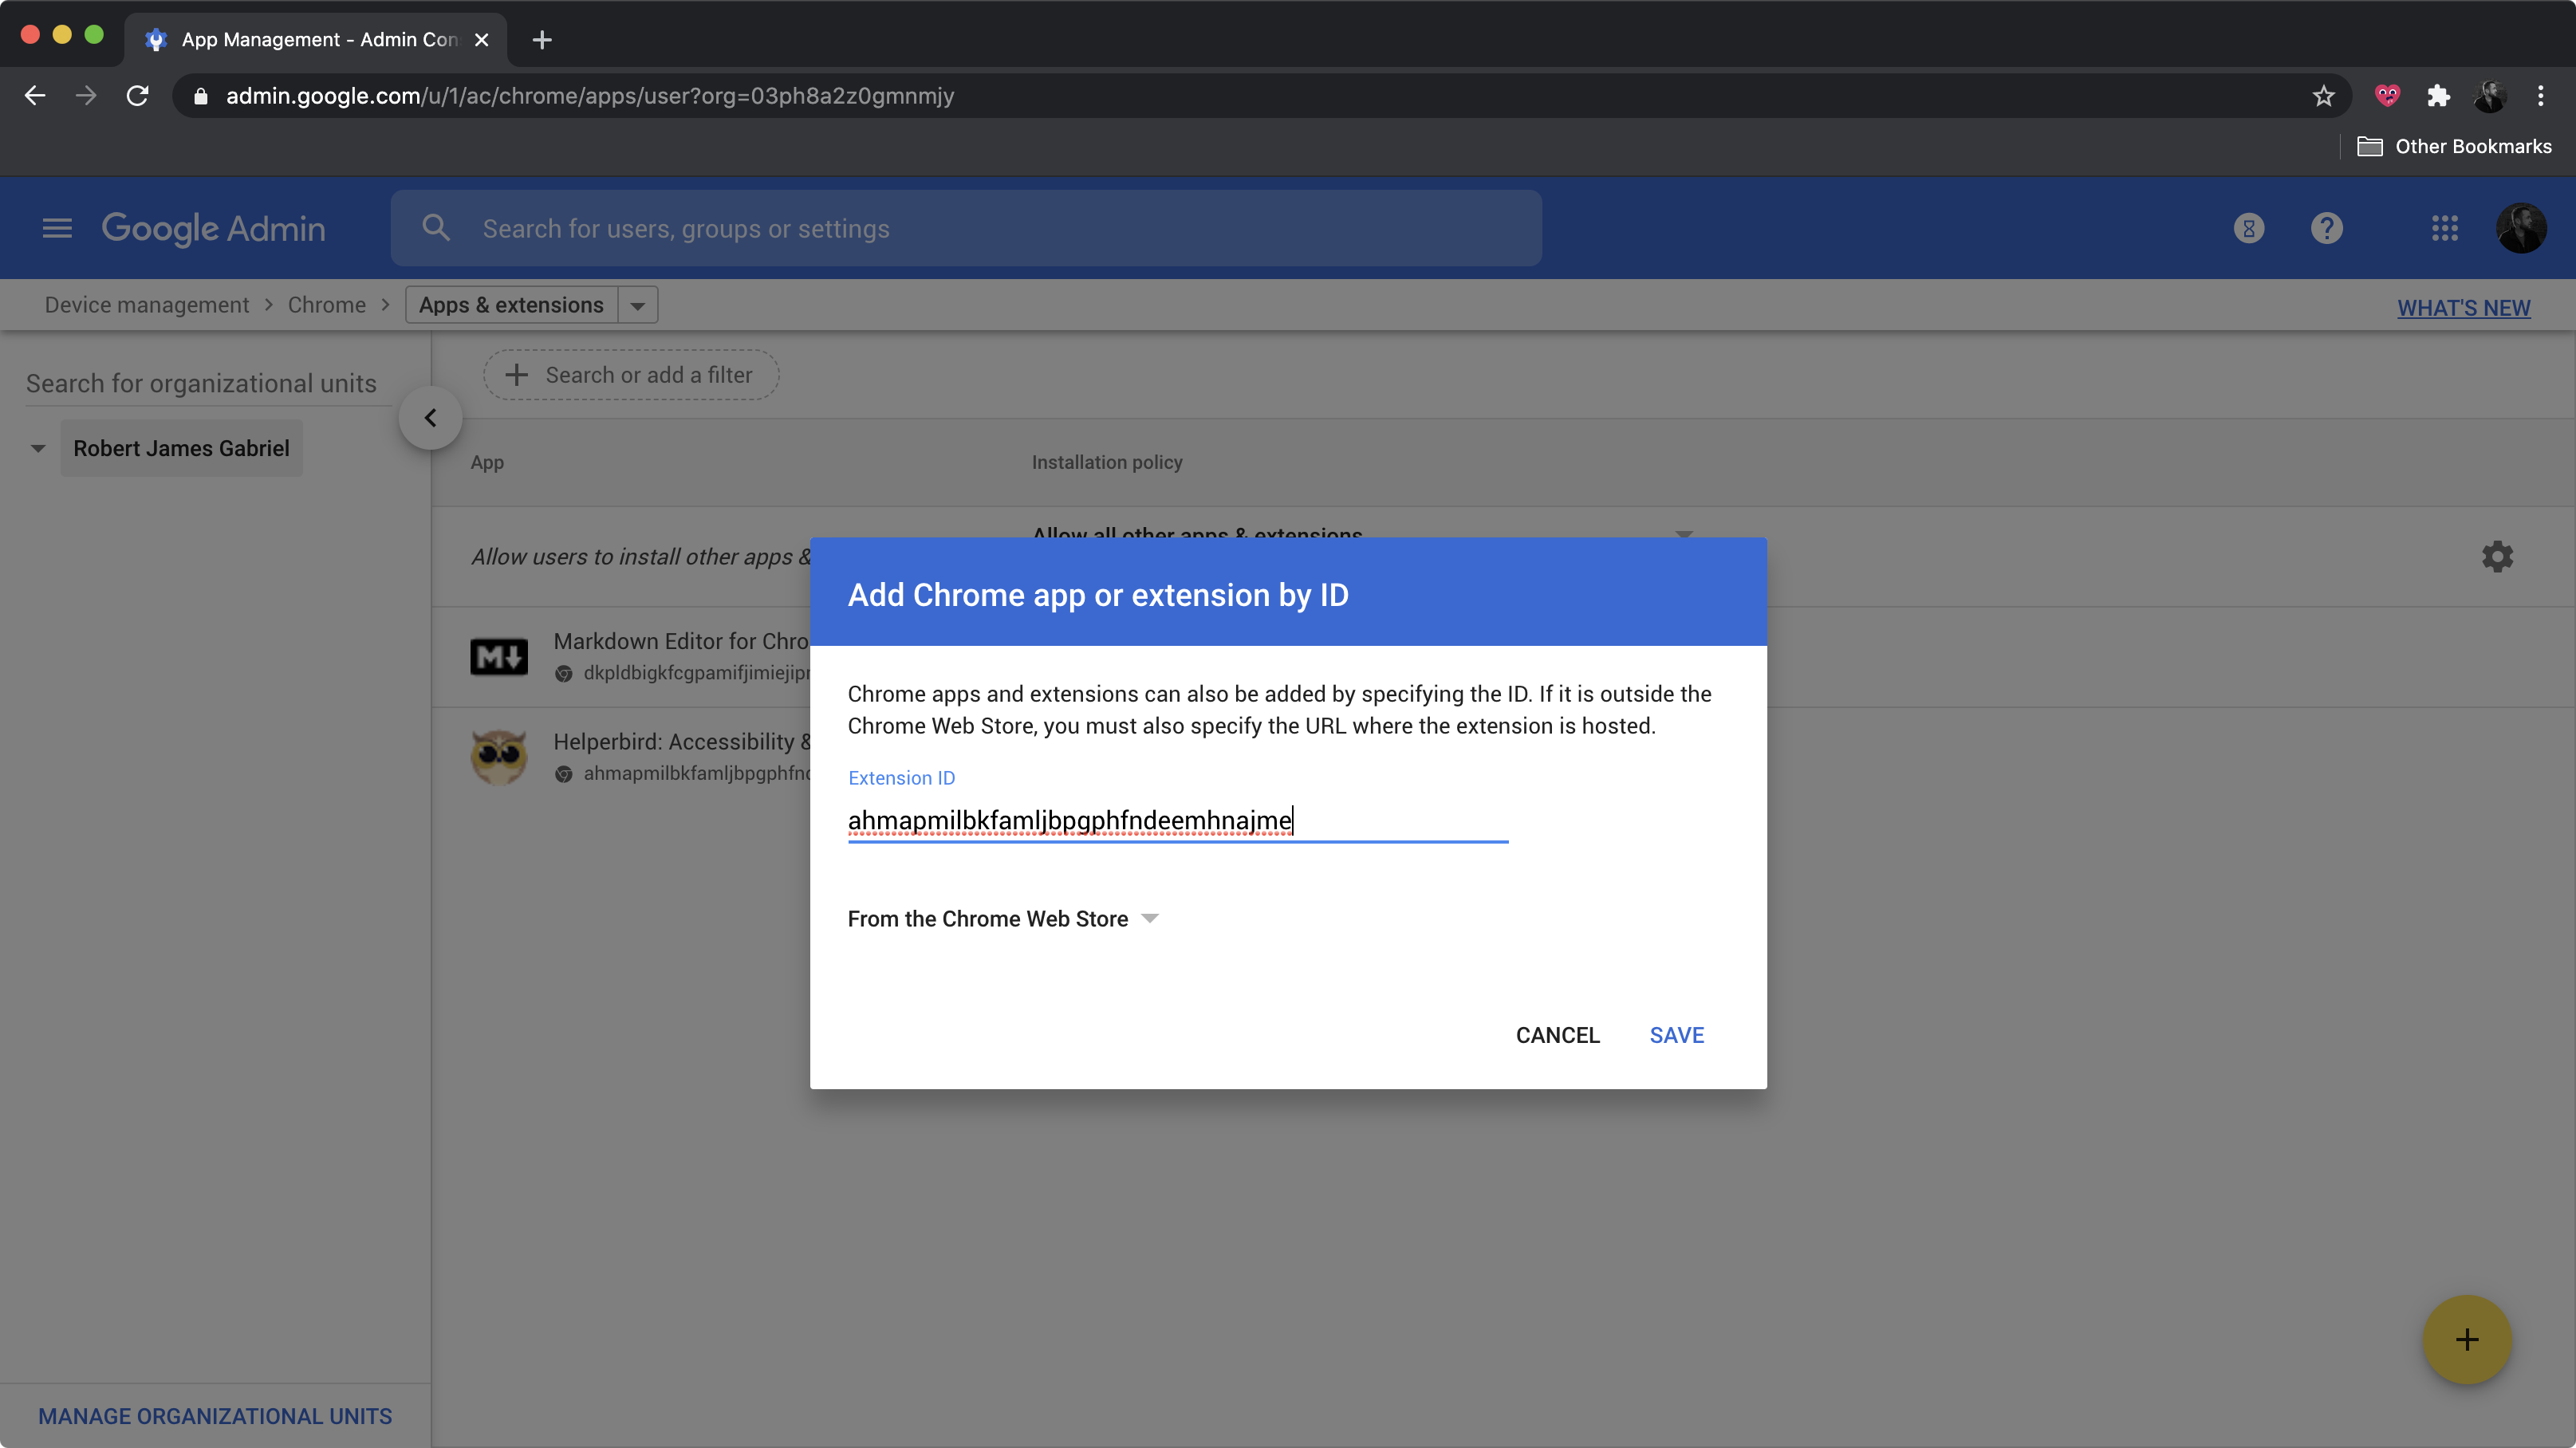 App Management - Admin Con
admin.google.com/u/1/ac/chrome/apps/user?org=03ph8a2z0gmnmjy
Other Bookmarks
Google Admin
Search for users, groups or settings
Device management > Chrome > Apps & extensions
WHAT'S NEW
Search for organizational units
Robert James Gabriel
Search or add a filter
App Installation policy
Allow users to install other apps &
Allow all other apps & extensions
Markdown Editor for Chro
dkpldbigkfcgpamifjimiejipr
Helperbird: Accessibility &
ahmapmilbkfamljbpgphfnd
Add Chrome app or extension by ID
Chrome apps and extensions can also be added by specifying the ID. If it is outside the
Chrome Web Store, you must also specify the URL where the extension is hosted.
Extension ID
ahmapmilbkfamljbpgphfndeemhnajme
From the Chrome Web Store
CANCEL SAVE
MANAGE ORGANIZATIONAL UNITS